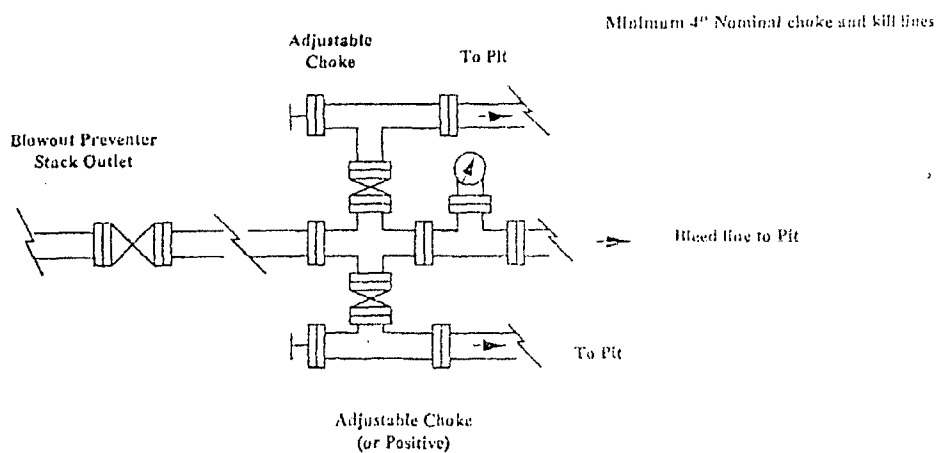 Minimum 4" Nominal choke and kill lines
Adjustable
Choke
To Pit
Blowout Preventer
Stack Outlet
Bleed line to Pit
To Pit
Adjustable Choke
(or Positive)